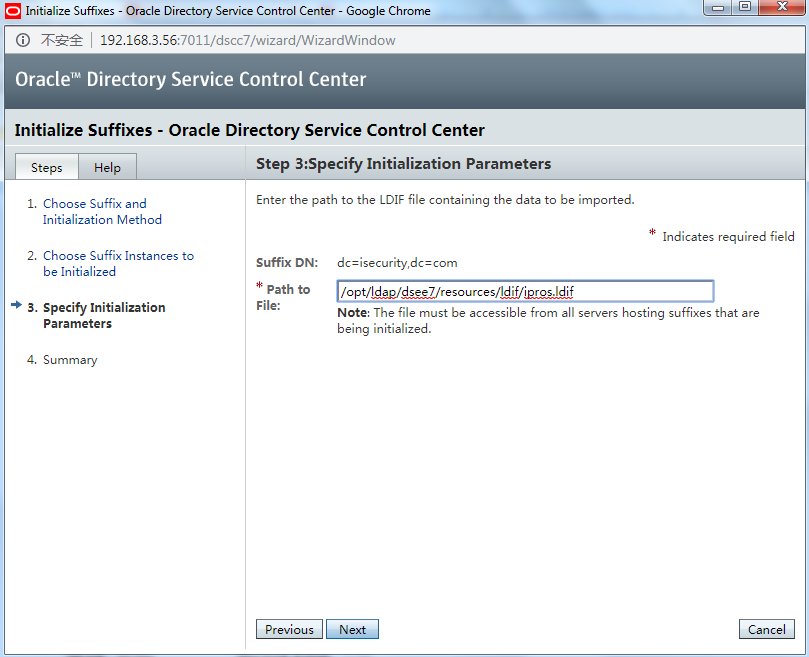 Initialize Suffixes - Oracle Directory Service Control Center - Google Chrome
不安全 192.168.3.56:7011/dscc7/wizard/WizardWindow
Oracle™ Directory Service Control Center
Initialize Suffixes - Oracle Directory Service Control Center
Steps Help
1. Choose Suffix and
Initialization Method
2. Choose Suffix Instances to
be Initialized
3. Specify Initialization
Parameters
4. Summary
Step 3:Specify Initialization Parameters
Enter the path to the LDIF file containing the data to be imported.
* Indicates required field
Suffix DN: dc=isecurity,dc=com
* Path to
File:
/opt/ldap/dsee7/resources/ldif/ipros.ldif
Note: The file must be accessible from all servers hosting suffixes that are
being initialized.
Previous Next Cancel